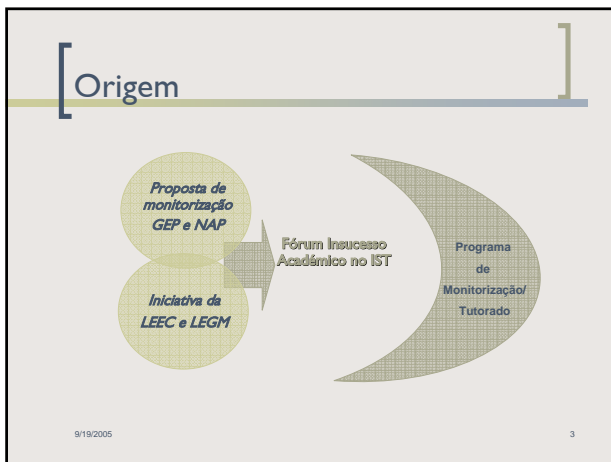 Origem
Proposta de
monitorização
GEP e NAP
Iniciativa da
LEEC e LEGM
Fórum Insucesso
Académico no IST
Programa
de
Monitorização/
Tutorado
9/19/2005
3